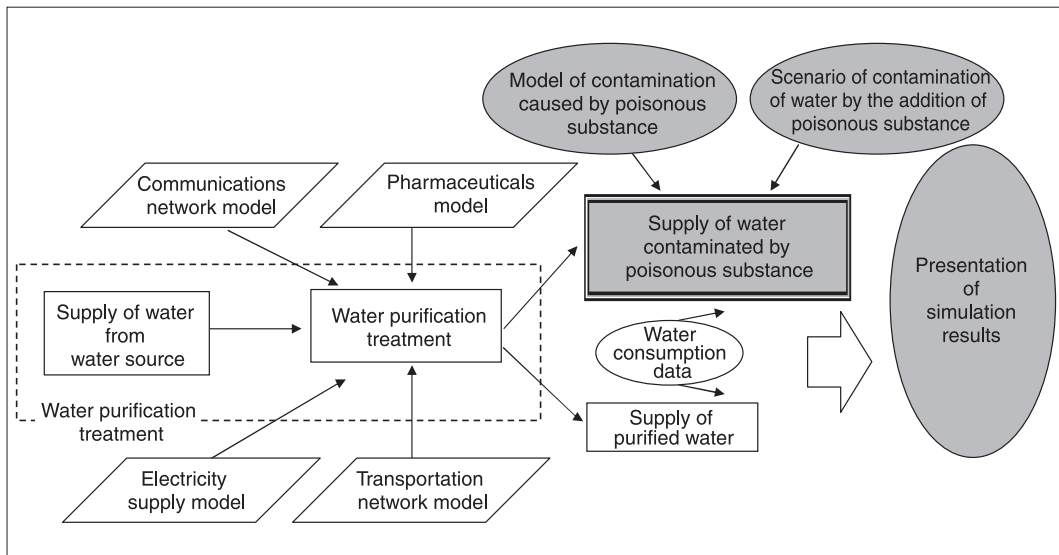 Model of contamination
caused by poisonous
substance
Scenario of contamination
of water by the addition of
poisonous substance
Communications
network model
Pharmaceuticals
model
Supply of water
contaminated by
poisonous substance
Presentation
of
simulation
results
Supply of water
from
water source
Water purification
treatment
Water
consumption
data
Water purification
treatment
Supply of
purified water
Electricity
supply model
Transportation
network model